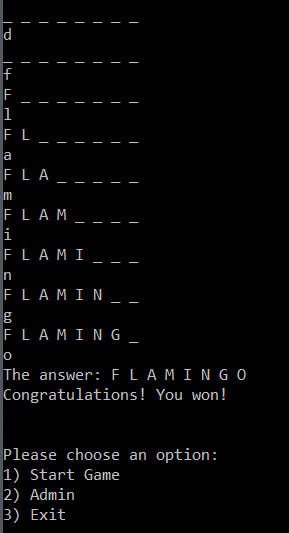 _ _ _ _ _ _ _ _
d
_ _ _ _ _ _ _ _
f
F _ _ _ _ _ _ _
l
F L _ _ _ _ _ _
a
F L A _ _ _ _ _
m
F L A M _ _ _ _
i
F L A M I _ _ _
n
F L A M I N _ _
g
F L A M I N G _
o
The answer: F L A M I N G O
Congratulations! You won!
Please choose an option:
1) Start Game
2) Admin
3) Exit